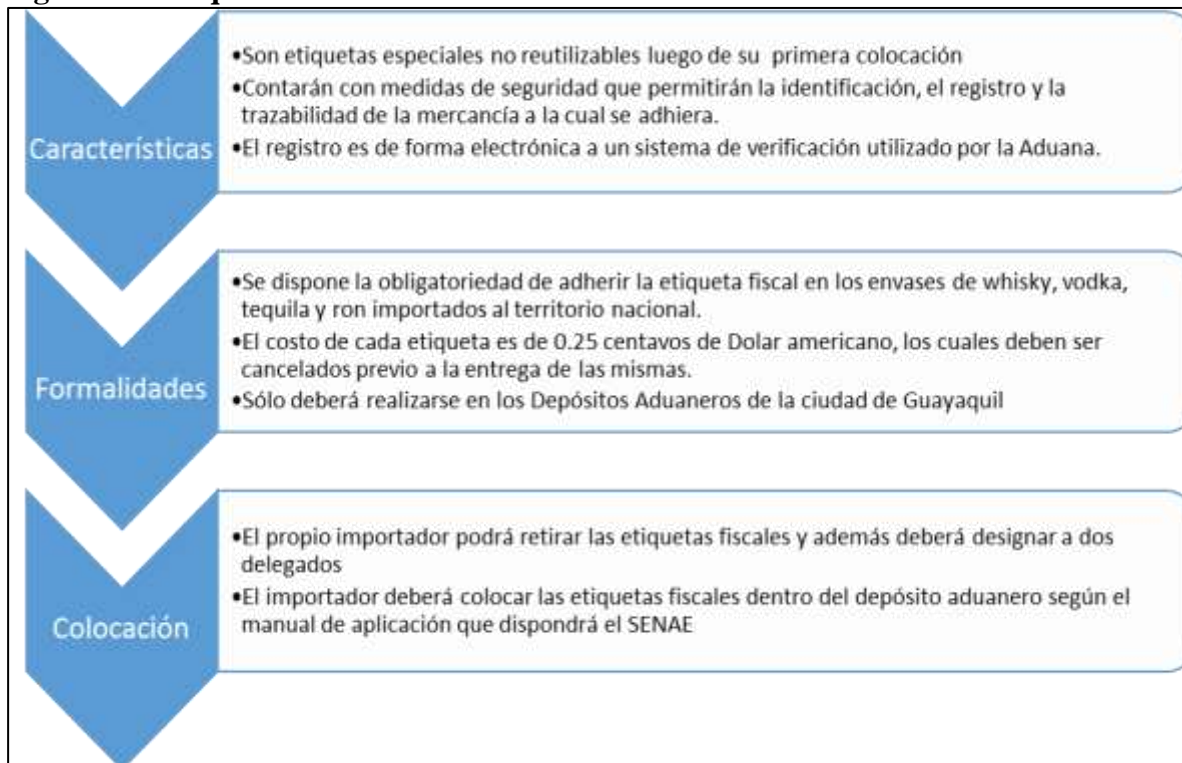 •Son etiquetas especiales no reutilizables luego de su primera colocación
•Contarán con medidas de seguridad que permitirán la identificación, el registro y la
trazabilidad de la mercancía a la cual se adhiera.
Características
•El registro es de forma electrónica a un sistema de verificación utilizado por la Aduana.
•Se dispone la obligatoriedad de adherir la etiqueta fiscal en los envases de whisky, vodka,
tequila y ron importados al territorio nacional.
•El costo de cada etiqueta es de 0.25 centavos de Dolar americano, los cuales deben ser
cancelados previo a la entrega de las mismas.
Formalidades
•Sólo deberá realizarse en los Depósitos Aduaneros de la ciudad de Guayaquil
•El propio importador podrá retirar las etiquetas fiscales y además deberá designar a dos
delegados
•El importador deberá colocar las etiquetas fiscales dentro del depósito aduanero según el
manual de aplicación que dispondrá el SENAE
Colocación